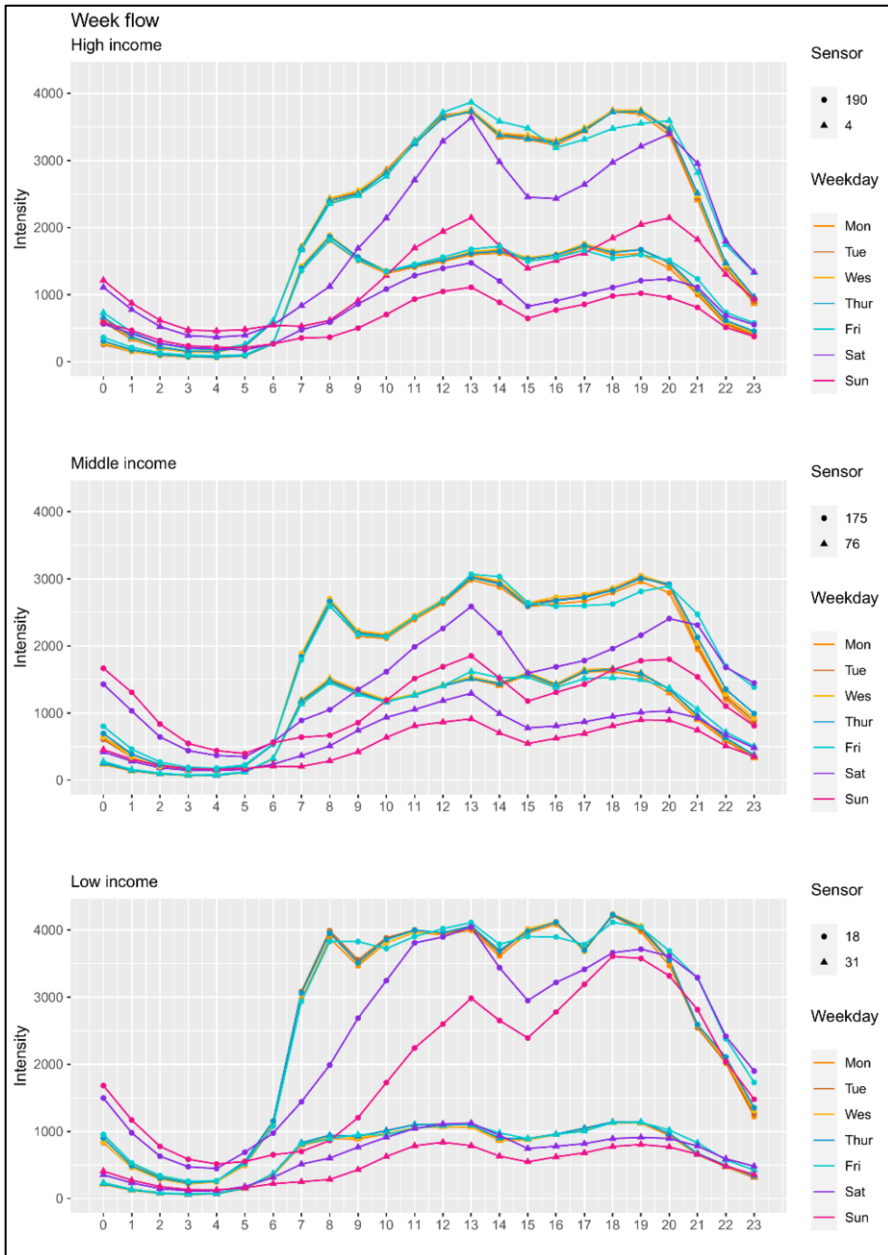 Week flow
High income
Intensity
4000
3000
2000
1000
0
0 1 2 3 4 5 6 7 8 9 10 11 12 13 14 15 16 17 18 19 20 21 22 23
Sensor
190
4
Weekday
Mon
Tue
Wes
Thur
Fri
Sat
Sun
Middle income
Intensity
4000
3000
2000
1000
0
0 1 2 3 4 5 6 7 8 9 10 11 12 13 14 15 16 17 18 19 20 21 22 23
Sensor
175
76
Weekday
Mon
Tue
Wes
Thur
Fri
Sat
Sun
Low income
Intensity
4000
3000
2000
1000
0
0 1 2 3 4 5 6 7 8 9 10 11 12 13 14 15 16 17 18 19 20 21 22 23
Sensor
18
31
Weekday
Mon
Tue
Wes
Thur
Fri
Sat
Sun